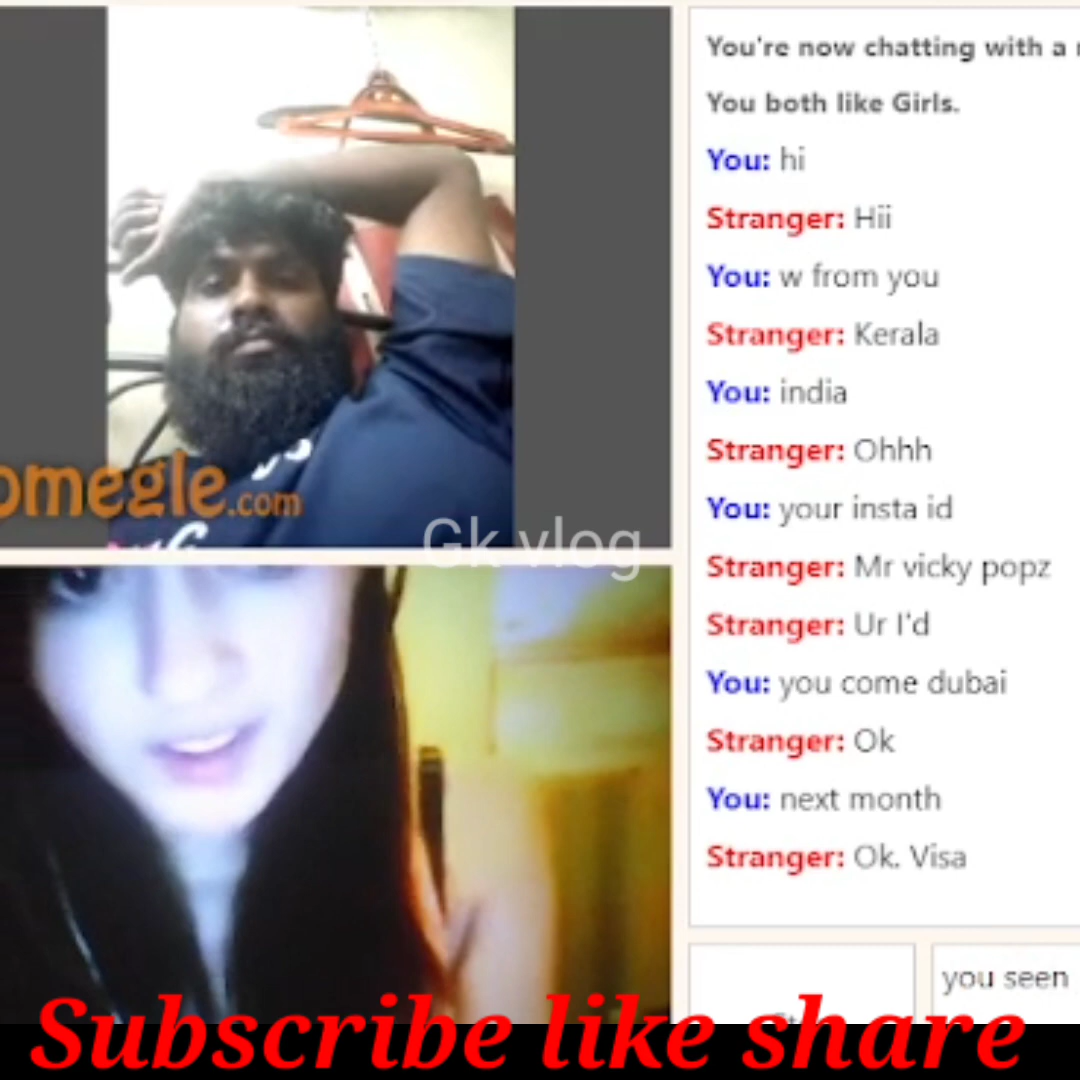 You're now chatting with a
You both like Girls.
You: hi
Stranger: Hii
You: w from you
Stranger: Kerala
You: india
Stranger: Ohhh
You: your insta id
Stranger: Mr vicky popz
Stranger: Ur I'd
You: you come dubai
Stranger: Ok
You: next month
Stranger: Ok. Visa
you seen
omegle.com
Gk vlog
Subscribe like share